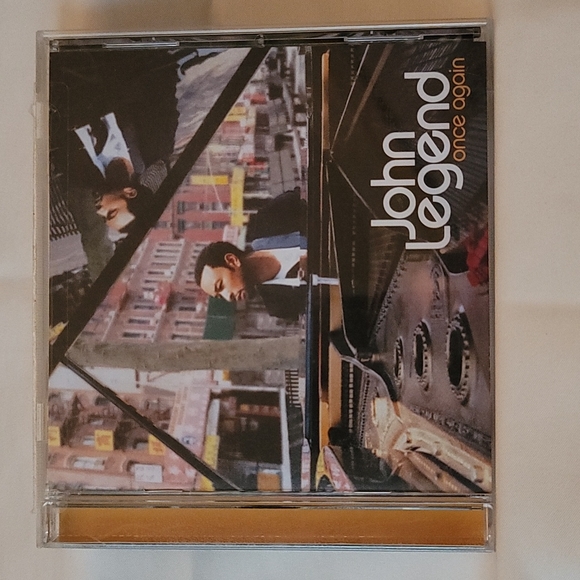 John
Legend
once again